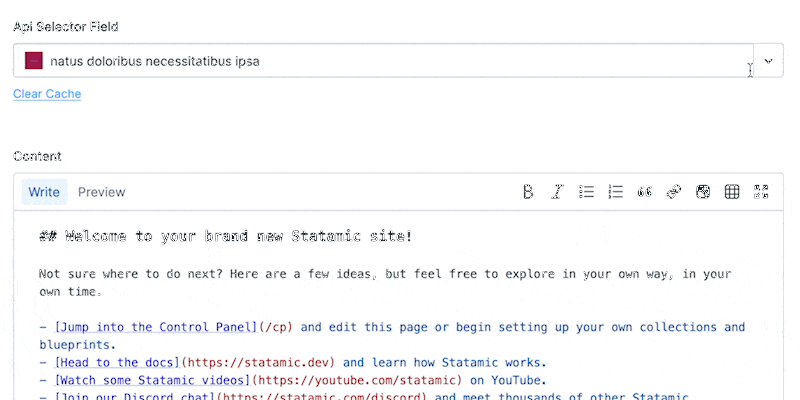 Api Selector Field
natus doloribus necessitatibus ipsa
Clear Cache
Content
Write Preview
## Welcome to your brand new Statamic site!
Not sure where to do next? Here are a few ideas, but feel free to explore in your own way, in your
own time.
- [Jump into the Control Panel](/cp) and edit this page or begin setting up your own collections and
blueprints.
- [Head to the docs](https://statamic.dev) and learn how Statamic works.
- [Watch some Statamic videos](https://youtube.com/statamic) on YouTube.
- [Join our Discord chat](https://statamic.com/discord) and meet thousands of other Statamic